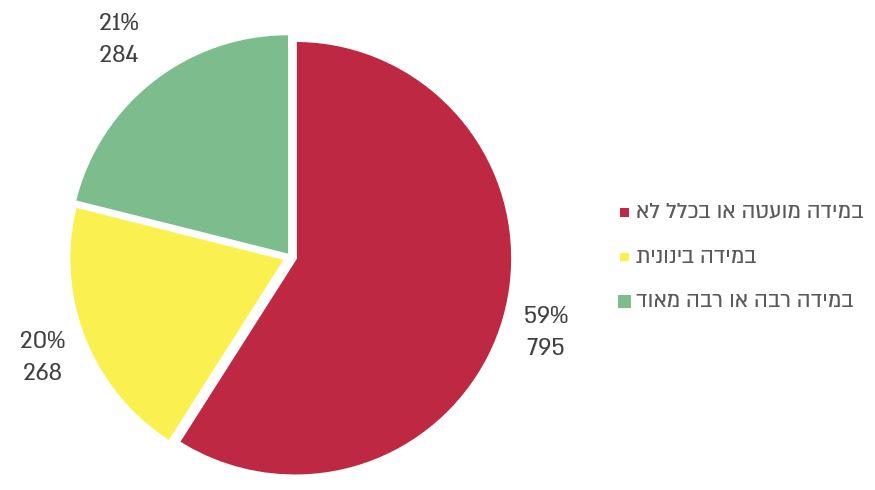 21%
284
במידה מועטה או בכלל לא
במידה בינונית
במידה רבה או רבה מאוד
59%
795
20%
268